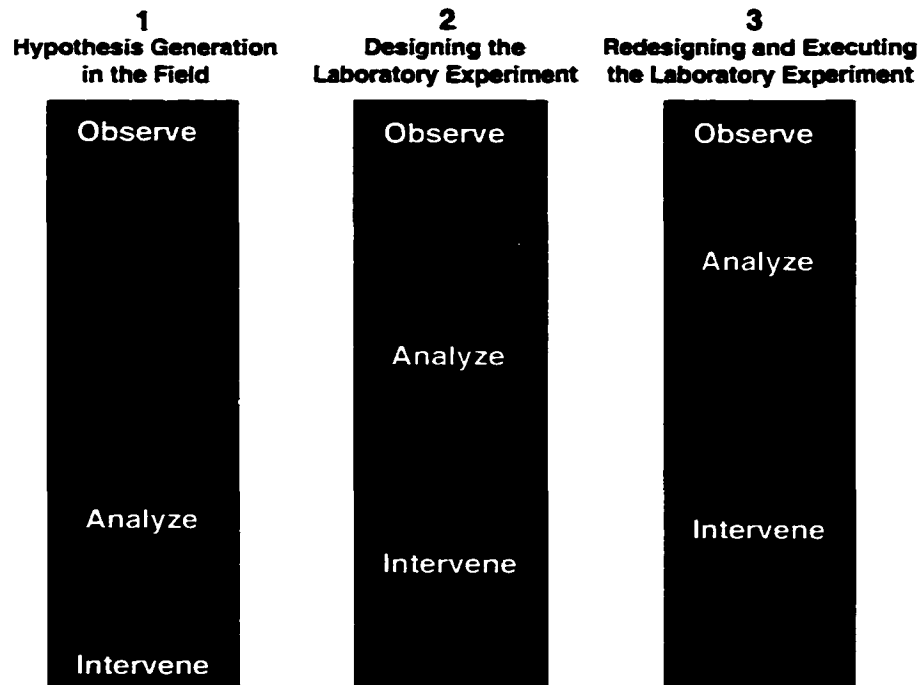 1
Hypothesis Generation
in the Field
Observe
Analyze
Intervene
2
Designing the
Laboratory Experiment
Observe
Analyze
Intervene
3
Redesigning and Executing
the Laboratory Experiment
Observe
Analyze
Intervene